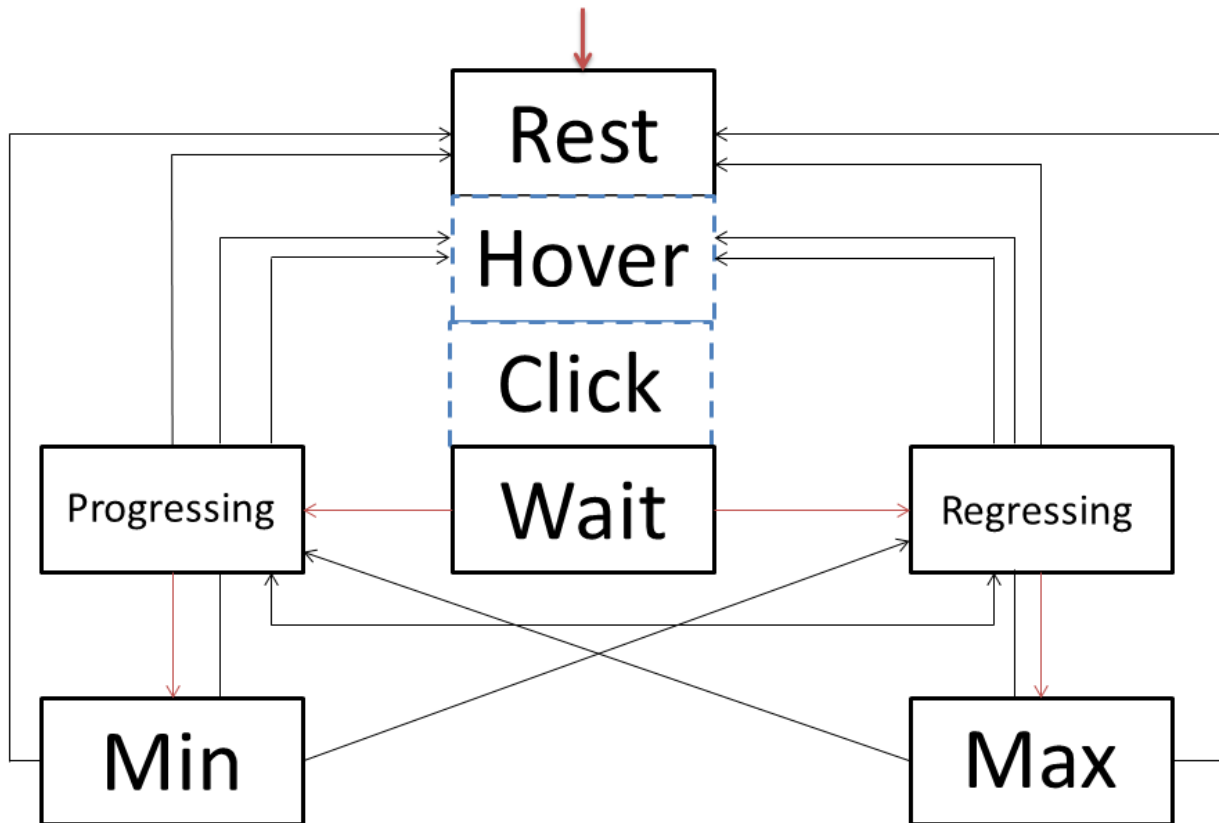 Rest
Hover
Click
Progressing
Wait
Regressing
Min
Max